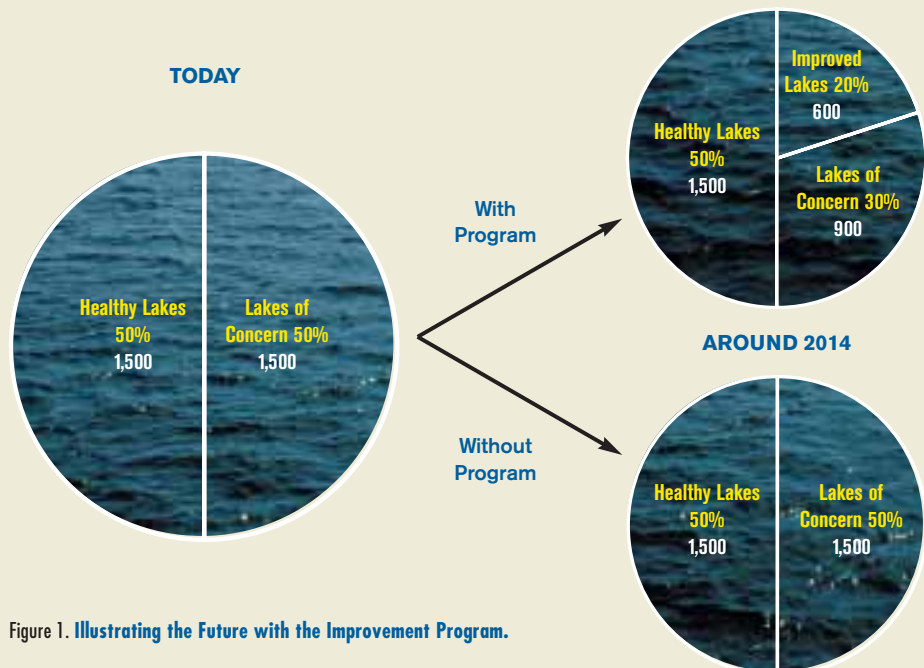 TODAY
Healthy Lakes
50%
1,500
Lakes of
Concern 50%
1,500
With
Program
Without
Program
Healthy Lakes
50%
1,500
Improved
Lakes 20%
600
Lakes of
Concern 30%
900
AROUND 2014
Healthy Lakes
50%
1,500
Lakes of
Concern 50%
1,500
Figure 1. Illustrating the Future with the Improvement Program.